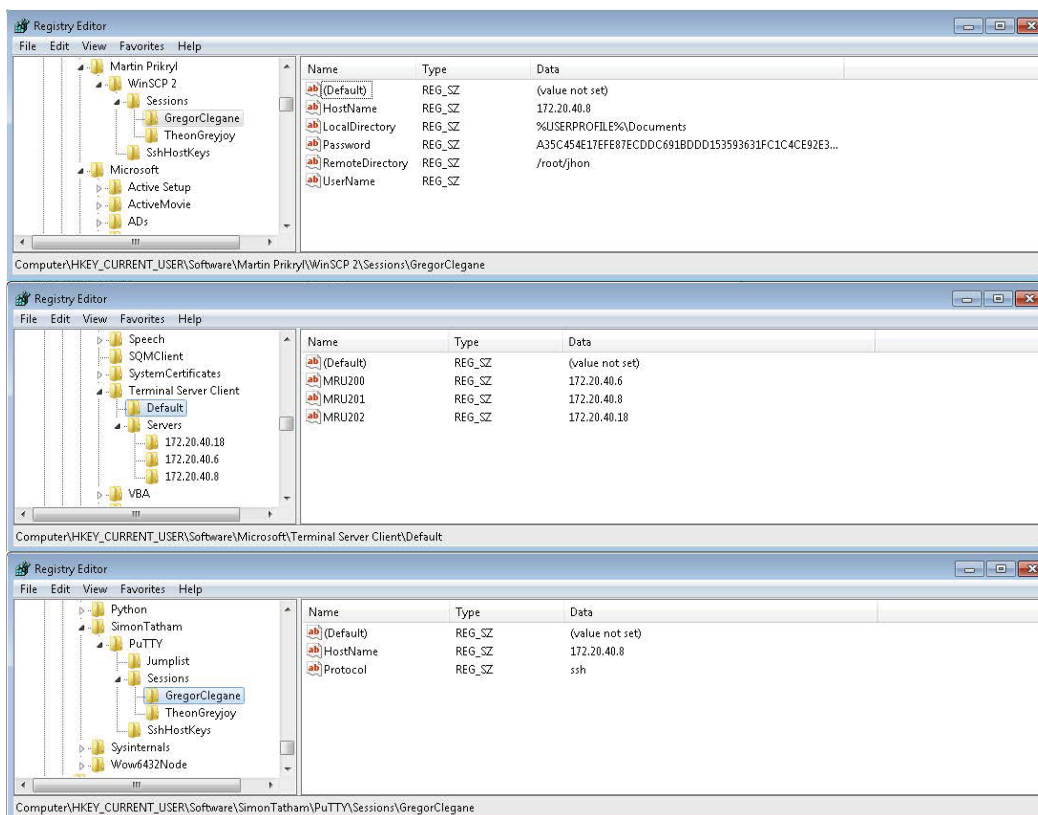 Registry Editor
File Edit View Favorites Help
Martin Prikryl
WinSCP 2
Sessions
GregorClegane
TheonGreyjoy
SshHostKeys
Microsoft
Active Setup
ActiveMovie
ADs
Name Type Data
(Default) REG_SZ (value not set)
HostName REG_SZ 172.20.40.8
LocalDirectory REG_SZ %USERPROFILE%\Documents
Password REG_SZ A35C454E17EFE87ECDDC691BDDD153593631FC1C4CE92E3...
RemoteDirectory REG_SZ /root/jhon
UserName REG_SZ
Computer\HKEY_CURRENT_USER\Software\Martin Prikryl\WinSCP 2\Sessions\GregorClegane
Registry Editor
File Edit View Favorites Help
Speech
SQMClient
SystemCertificates
Terminal Server Client
Default
Servers
172.20.40.18
172.20.40.6
172.20.40.8
VBA
Name Type Data
(Default) REG_SZ (value not set)
MRU200 REG_SZ 172.20.40.6
MRU201 REG_SZ 172.20.40.8
MRU202 REG_SZ 172.20.40.18
Computer\HKEY_CURRENT_USER\Software\Microsoft\Terminal Server Client\Default
Registry Editor
File Edit View Favorites Help
Python
SimonTatham
PuTTY
Jumplist
Sessions
GregorClegane
TheonGreyjoy
SshHostKeys
Sysinternals
Wow6432Node
Name Type Data
(Default) REG_SZ (value not set)
HostName REG_SZ 172.20.40.8
Protocol REG_SZ ssh
Computer\HKEY_CURRENT_USER\Software\SimonTatham\PuTTY\Sessions\GregorClegane